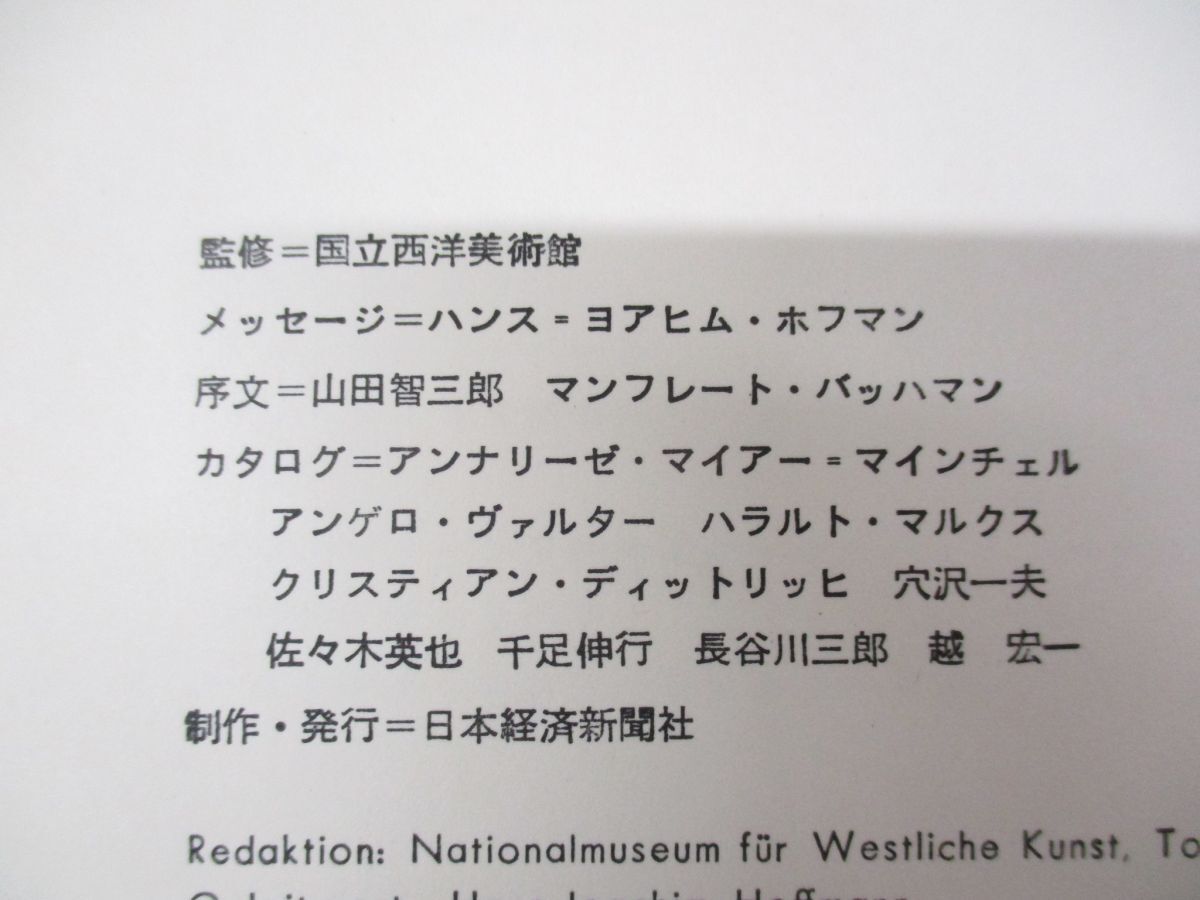 監修＝国立西洋美術館
メッセージ＝ハンス＝ヨアヒム・ホフマン
序文＝山田智三郎　マンフレート・バッハマン
カタログ＝アンナリーゼ・マイアー＝マインチェル
アンゲロ・ヴァルター　ハラルト・マルクス
クリスティアン・ディットリッヒ　穴沢一夫
佐々木英也　千足伸行　長谷川三郎　越　宏一
制作・発行＝日本経済新聞社
Redaktion: Nationalmuseum für Westliche Kunst, To
Hoffmann